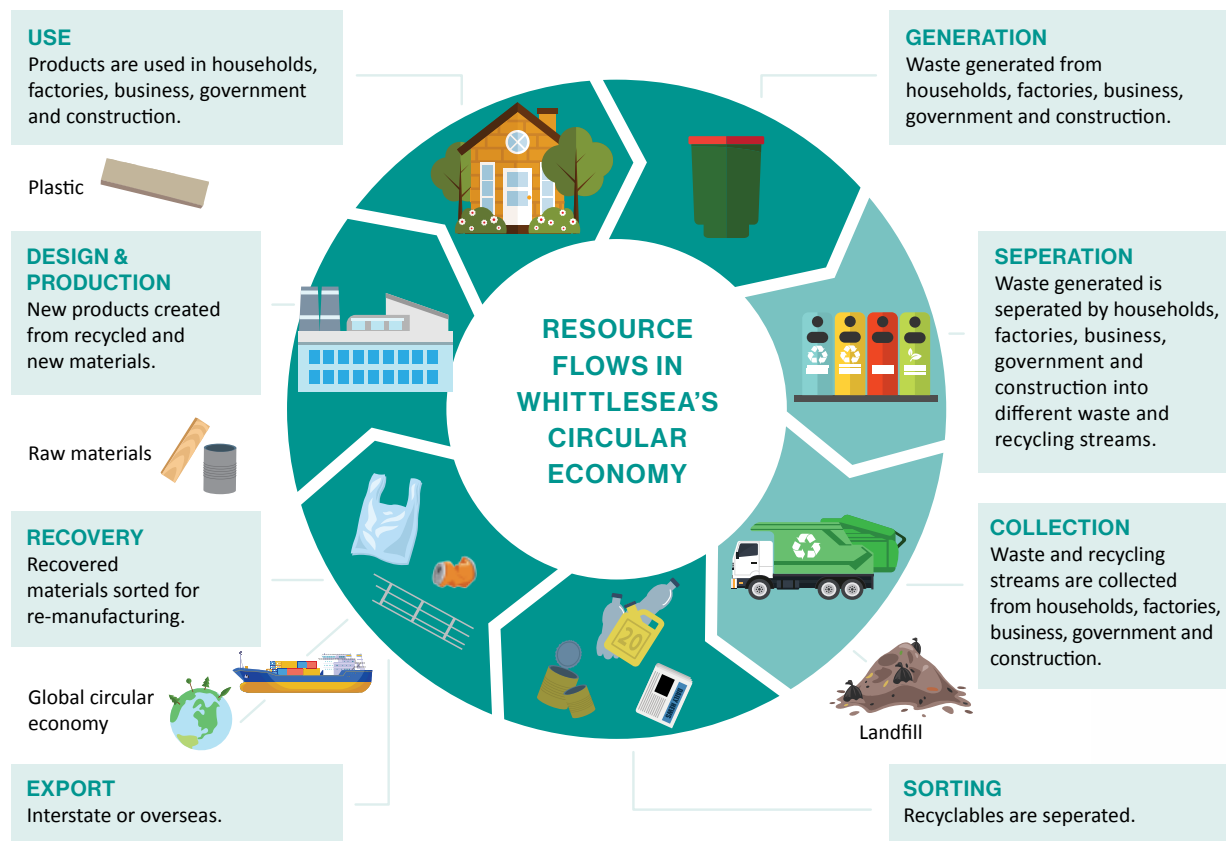 USE
Products are used in households,
factories, business, government
and construction.
Plastic
DESIGN &
PRODUCTION
New products created
from recycled and
new materials.
Raw materials
RECOVERY
Recovered
materials sorted for
re-manufacturing.
Global circular
economy
EXPORT
Interstate or overseas.
RESOURCE
FLOWS IN
WHITTLESEA’S
CIRCULAR
ECONOMY
20
DAILY NEWS
GENERATION
Waste generated from
households, factories, business,
government and construction.
SEPERATION
Waste generated is
seperated by households,
factories, business,
government and
construction into
different waste and
recycling streams.
COLLECTION
Waste and recycling
streams are collected
from households, factories,
business, government and
construction.
Landfill
SORTING
Recyclables are seperated.